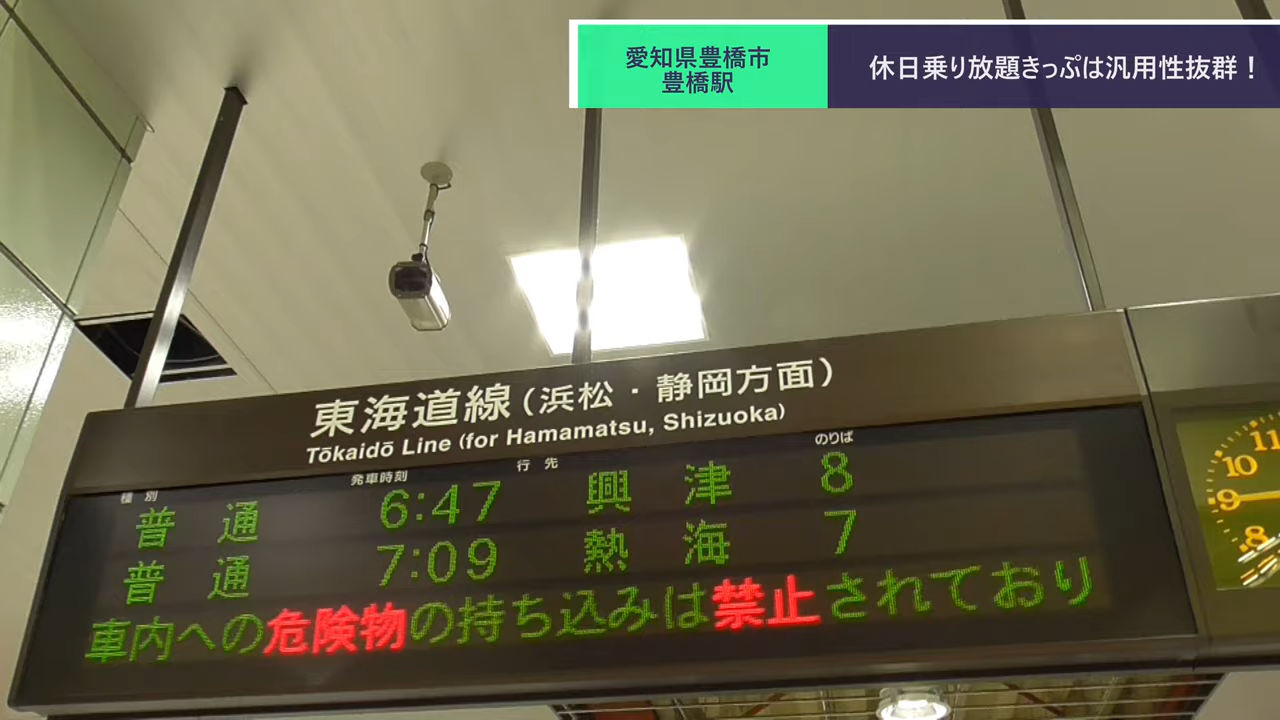 愛知県豊橋市
豊橋駅
休日乗り放題きっぷは汎用性抜群！
東海道線（浜松・静岡方面）
Tōkaidō Line (for Hamamatsu, Shizuoka)
種別 発車時刻 行先 のりば
普通 6:47 興津 8
普通 7:09 熱海 7
車内への危険物の持ち込みは禁止されており
11
10
9
8